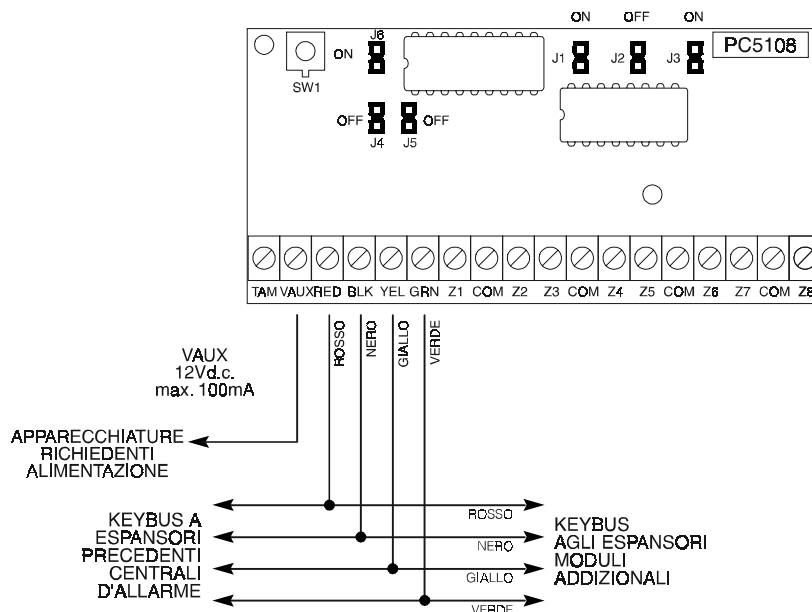 ON OFF ON
J6
ON
J1 J2 J3
PC5108
SW1
OFF OFF
J4 J5
TAM VAUX RED BLK YEL GRN Z1 COM Z2 Z3 COM Z4 Z5 COM Z6 Z7 COM Z8
ROSSO
NERO
GIALLO
VERDE
VAUX
12Vd.c.
max. 100mA
APPARECCHIATURE
RICHIEDENTI
ALIMENTAZIONE
KEYBUS A
ESPANSORI
PRECEDENTI
CENTRALI
D'ALLARME
ROSSO
NERO
GIALLO
VERDE
KEYBUS
AGLI ESPANSORI
MODULI
ADDIZIONALI